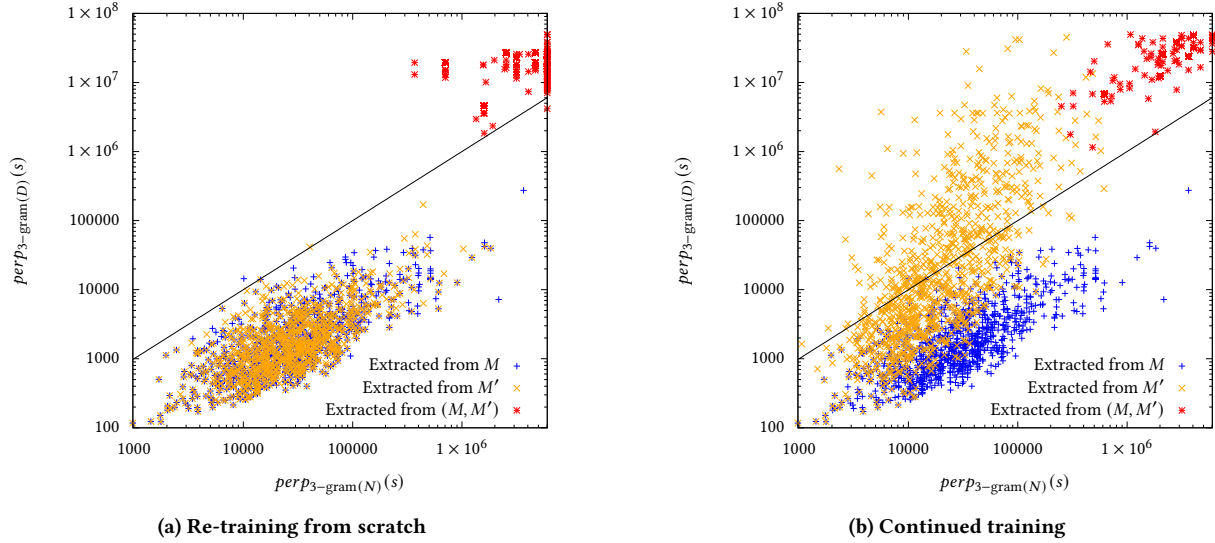 1 × 10^8
1 × 10^7
1 × 10^6
100000
10000
1000
100
perp_{3−gram(D)}(s)
Extracted from M
Extracted from M′
Extracted from (M, M′)
1000
10000
100000
1 × 10^6
perp_{3−gram(N)}(s)
(a) Re-training from scratch
1 × 10^8
1 × 10^7
1 × 10^6
100000
10000
1000
100
perp_{3−gram(D)}(s)
Extracted from M
Extracted from M′
Extracted from (M, M′)
1000
10000
100000
1 × 10^6
perp_{3−gram(N)}(s)
(b) Continued training